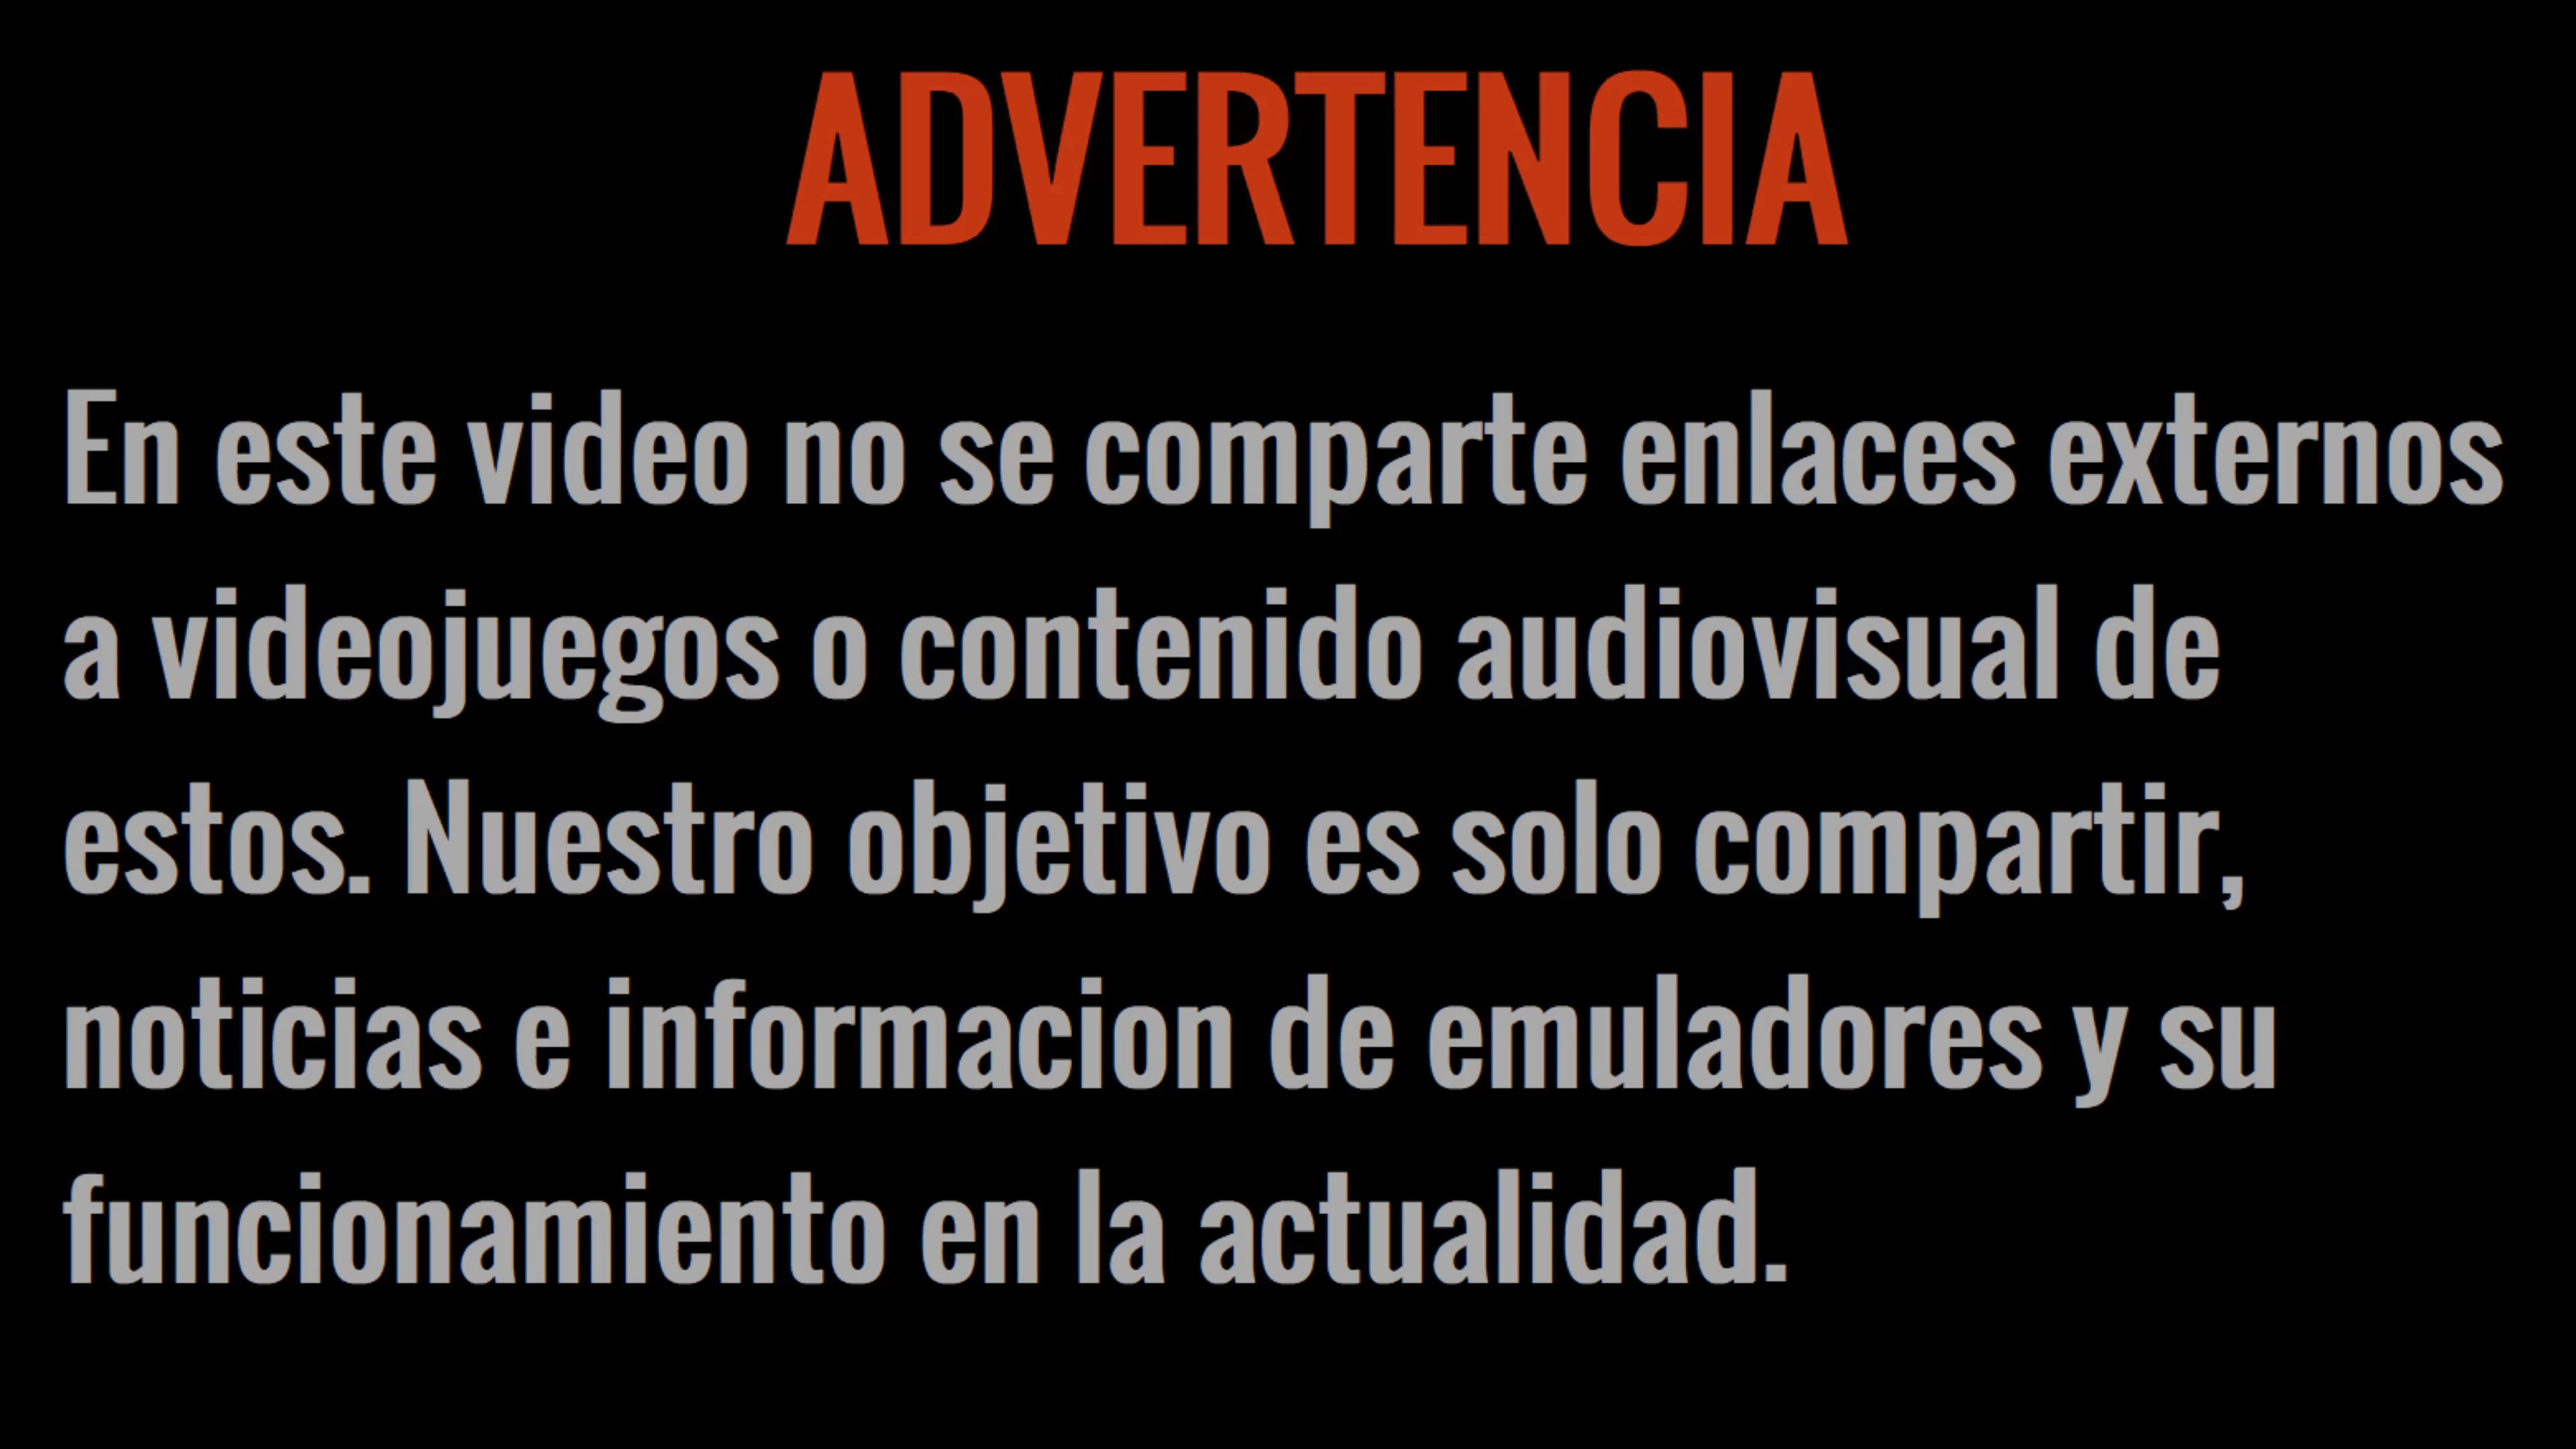 ADVERTENCIA
En este video no se comparte enlaces externos
a videojuegos o contenido audiovisual de
estos. Nuestro objetivo es solo compartir,
noticias e informacion de emuladores y su
funcionamiento en la actualidad.